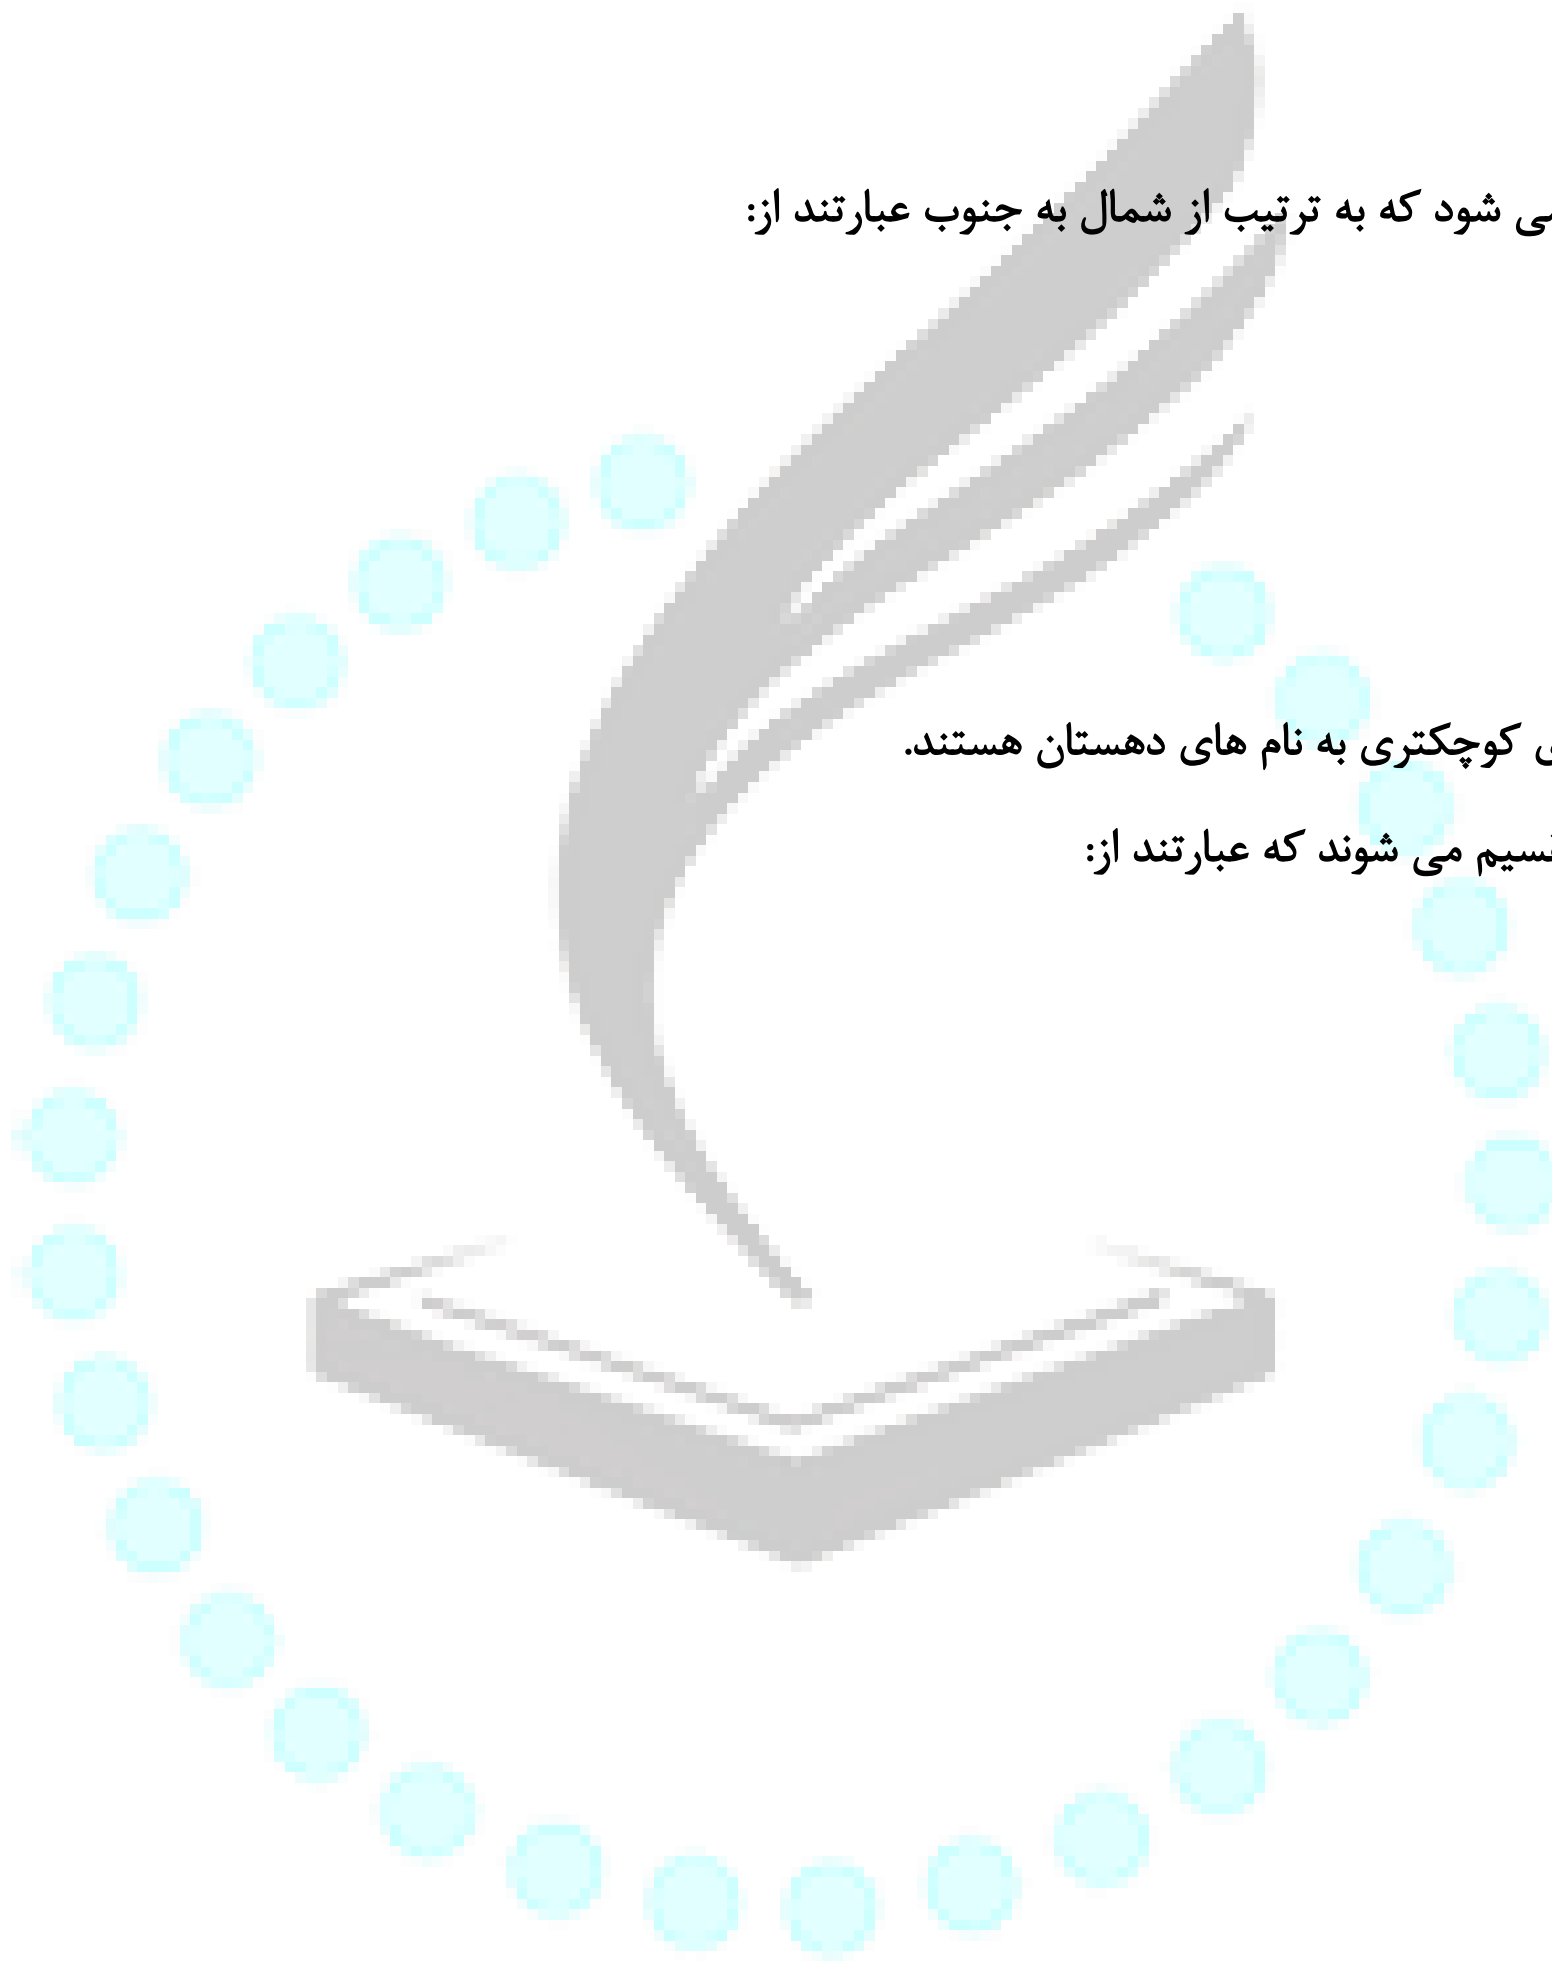 شود که به ترتیب از شمال به جنوب عبارتند از:
کوچکتری به نام های دهستان هستند.
می شوند که عبارتند از: